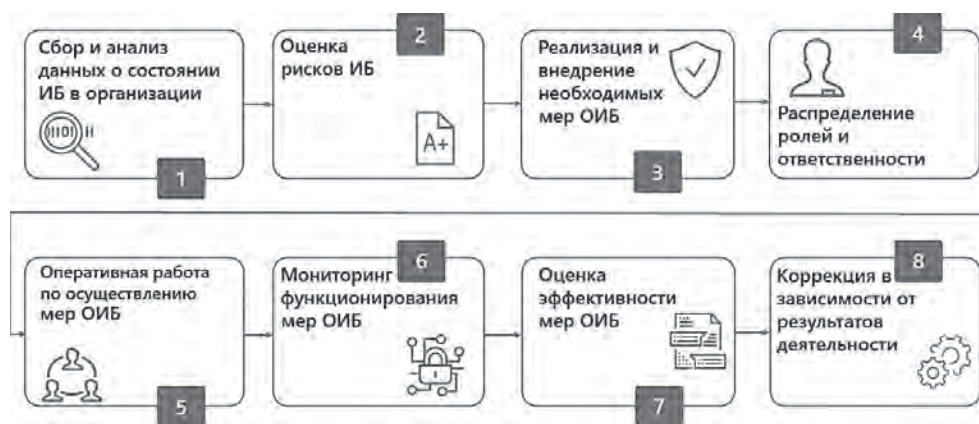 Сбор и анализ
данных о состоянии
ИБ в организации
11101 11
1
Оценка
рисков ИБ
2
A+
Реализация и
внедрение
необходимых
мер ОИБ
3
4
Распределение
ролей и
ответственности
Оперативная работа
по осуществлению
мер ОИБ
5
Мониторинг
функционирования
мер ОИБ
6
Оценка
эффективности
мер ОИБ
7
Коррекция в
зависимости от
результатов
деятельности
8